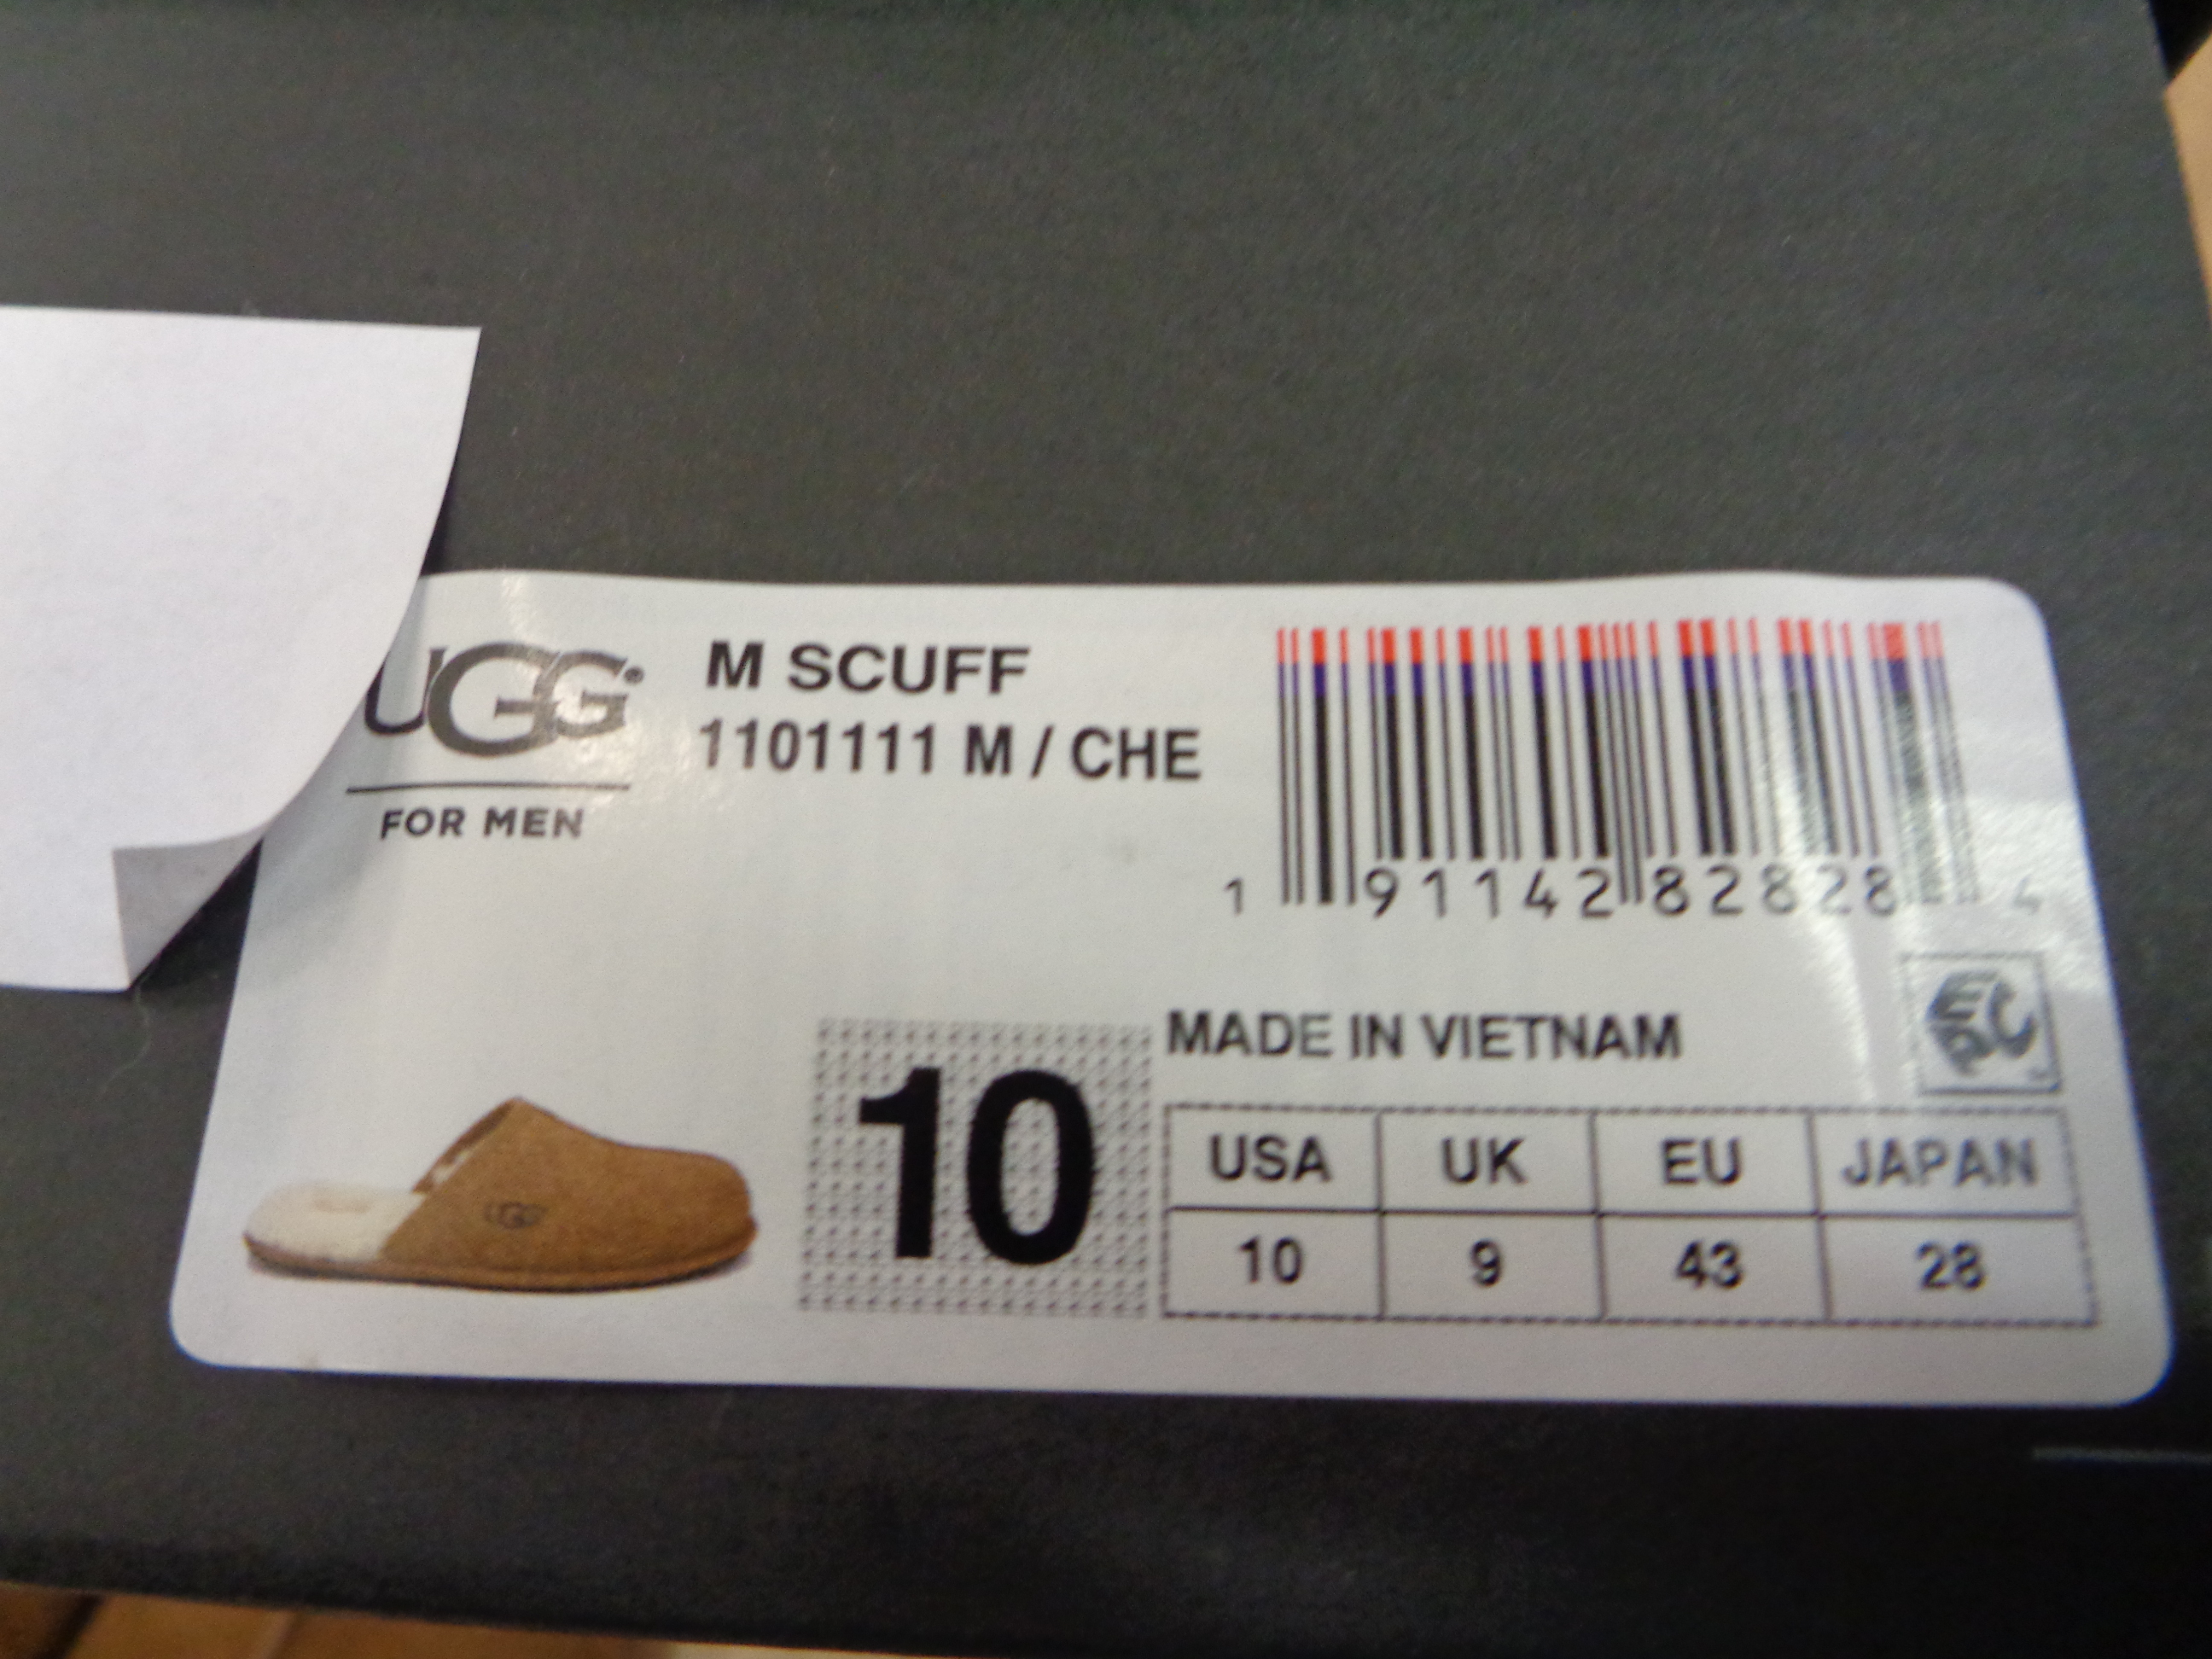 UGG®
FOR MEN
M SCUFF
1101111 M / CHE
1 91142 82828 4
UGG
10
MADE IN VIETNAM
USA UK EU JAPAN
10 9 43 28